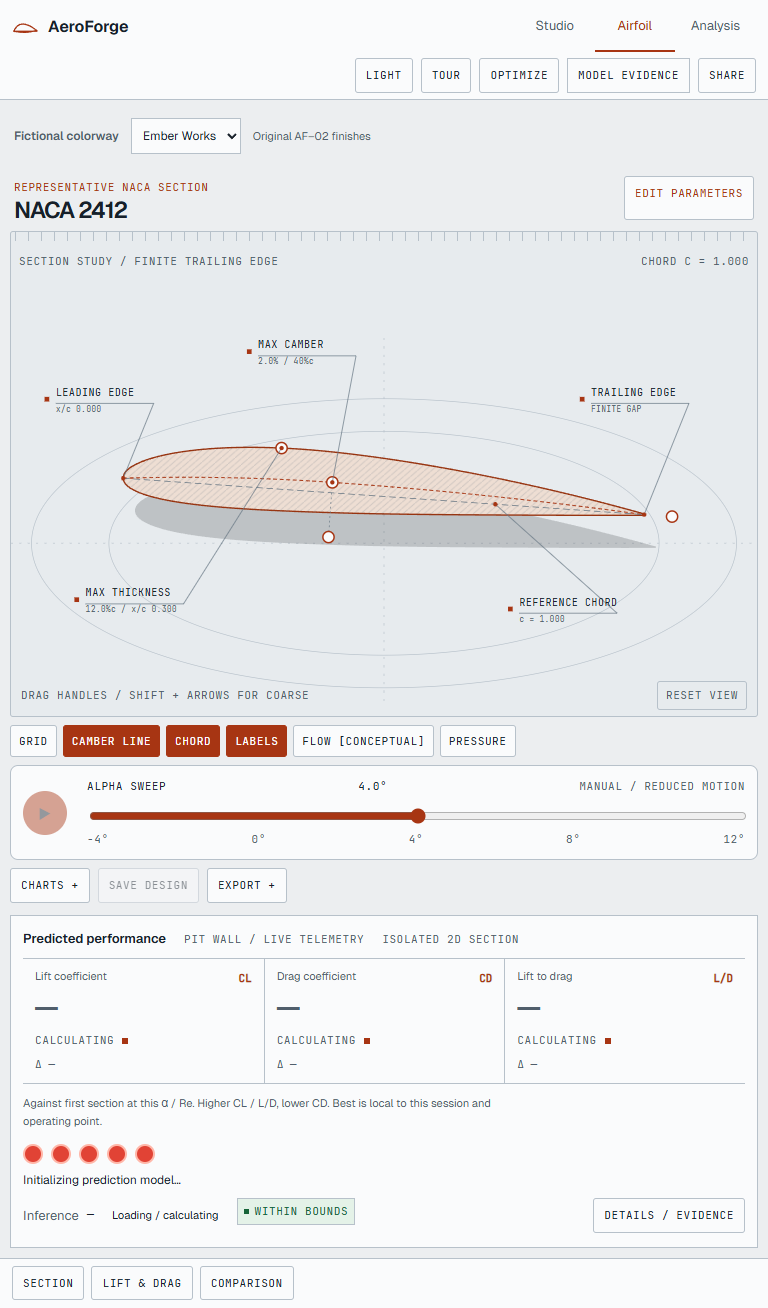 AeroForge
Studio
Airfoil
Analysis
LIGHT
TOUR
OPTIMIZE
MODEL EVIDENCE
SHARE
Fictional colorway
Ember Works
Original AF–02 finishes
REPRESENTATIVE NACA SECTION
NACA 2412
EDIT PARAMETERS
SECTION STUDY / FINITE TRAILING EDGE
CHORD C = 1.000
MAX CAMBER
2.0% / 40%c
LEADING EDGE
x/c 0.000
TRAILING EDGE
FINITE GAP
MAX THICKNESS
12.0%c / x/c 0.300
REFERENCE CHORD
c = 1.000
DRAG HANDLES / SHIFT + ARROWS FOR COARSE
RESET VIEW
GRID
CAMBER LINE
CHORD
LABELS
FLOW [CONCEPTUAL]
PRESSURE
ALPHA SWEEP
4.0°
MANUAL / REDUCED MOTION
-4°
0°
4°
8°
12°
CHARTS +
SAVE DESIGN
EXPORT +
Predicted performance
PIT WALL / LIVE TELEMETRY
ISOLATED 2D SECTION
Lift coefficient
CL
—
CALCULATING
Δ —
Drag coefficient
CD
—
CALCULATING
Δ —
Lift to drag
L/D
—
CALCULATING
Δ —
Against first section at this α / Re. Higher CL / L/D, lower CD. Best is local to this session and
operating point.
Initializing prediction model…
Inference —
Loading / calculating
WITHIN BOUNDS
DETAILS / EVIDENCE
SECTION
LIFT & DRAG
COMPARISON